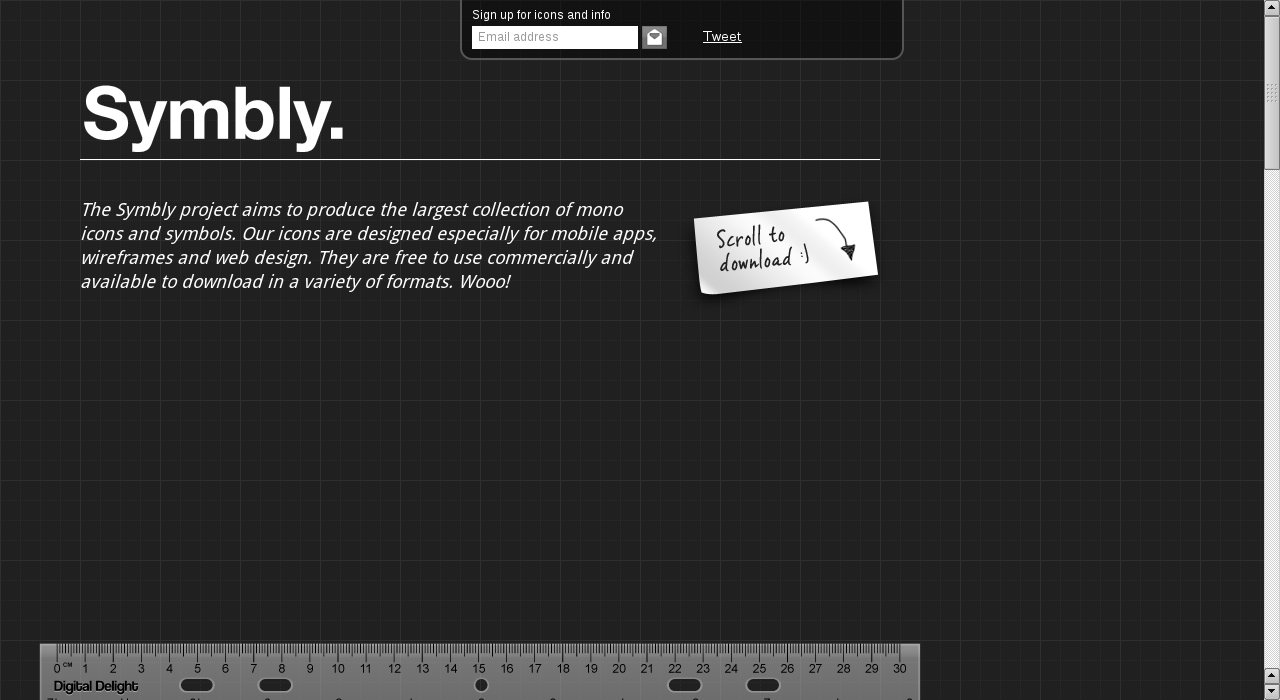 Sign up for icons and info
Email address
Tweet
Symbly.
The Symbly project aims to produce the largest collection of mono
icons and symbols. Our icons are designed especially for mobile apps,
wireframes and web design. They are free to use commercially and
available to download in a variety of formats. Wooo!
Scroll to
download :)
0 CM 1 2 3 4 5 6 7 8 9 10 11 12 13 14 15 16 17 18 19 20 21 22 23 24 25 26 27 28 29 30
Digital Delight